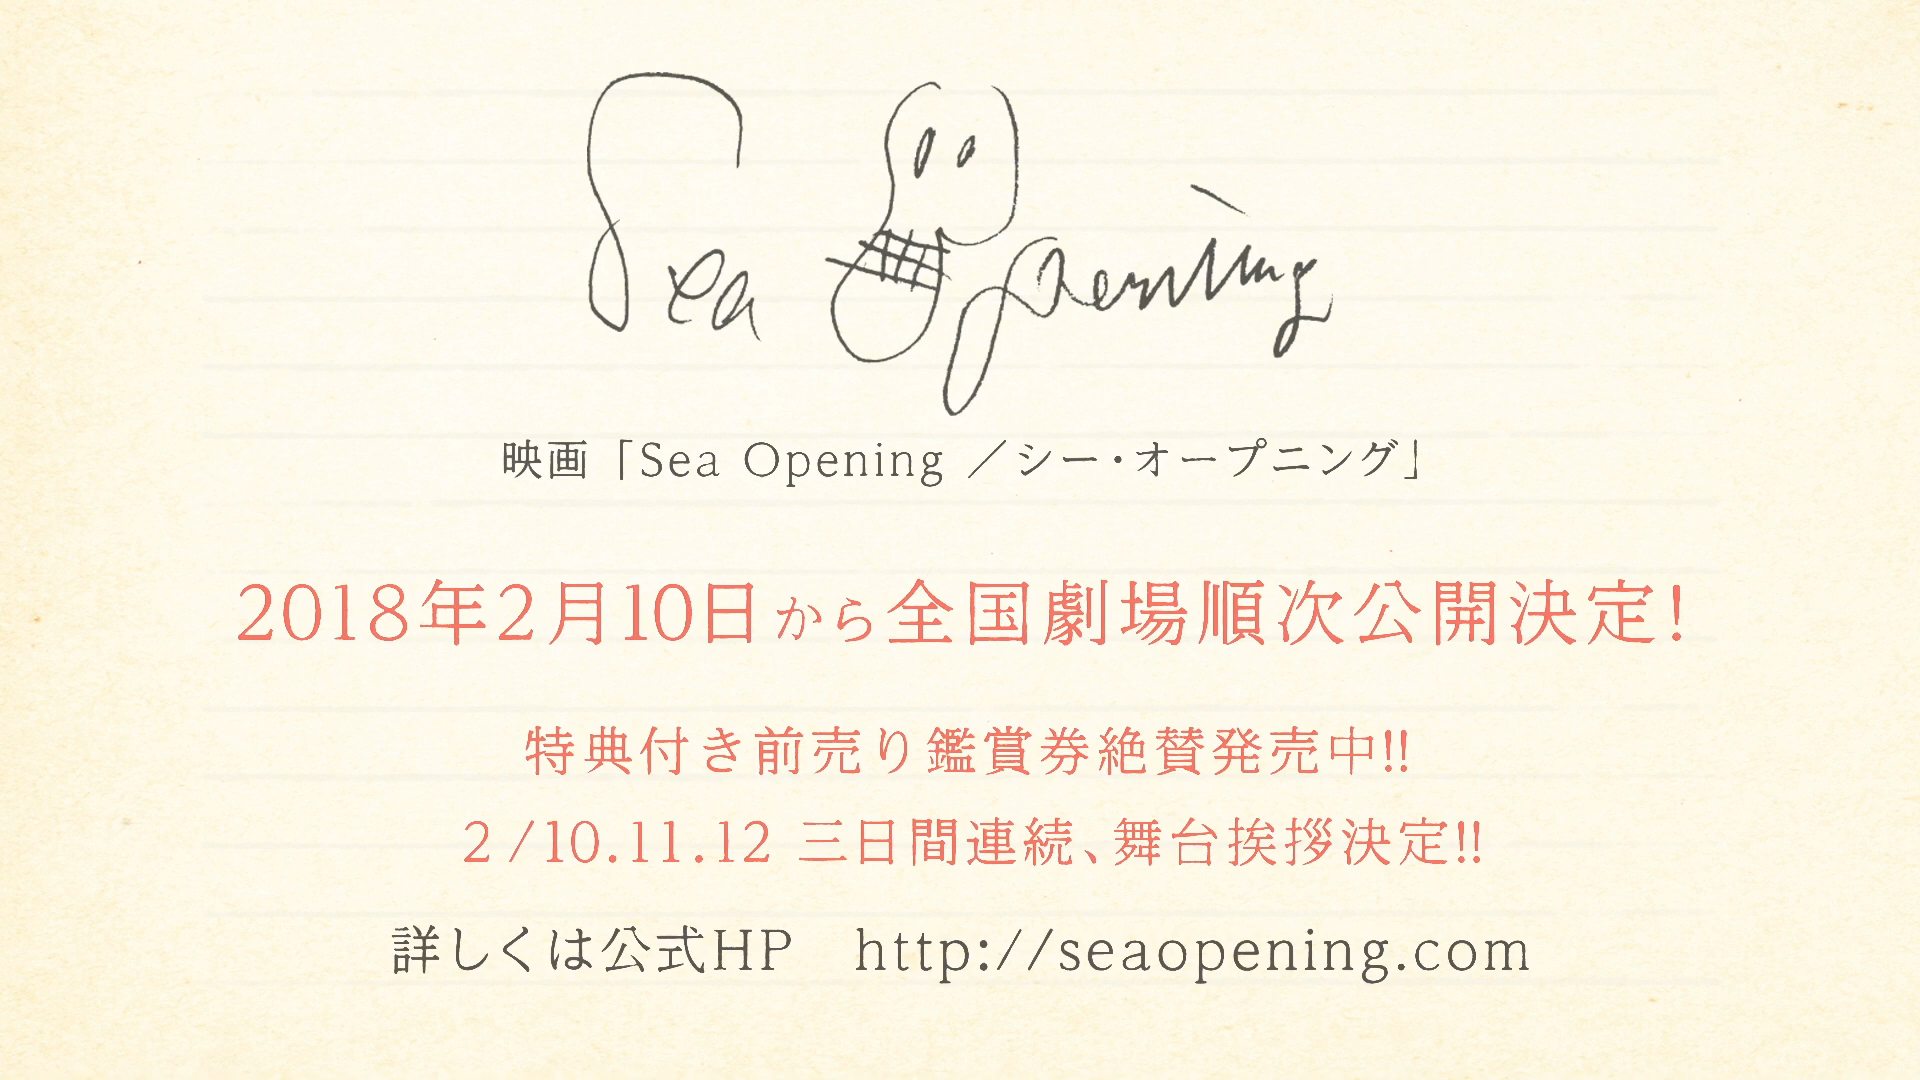 Sea Opening
映画「Sea Opening ／シー・オープニング」
2018年2月10日から全国劇場順次公開決定!
特典付き前売り鑑賞券絶賛発売中!!
2/10.11.12 三日間連続、舞台挨拶決定!!
詳しくは公式HP　http://seaopening.com